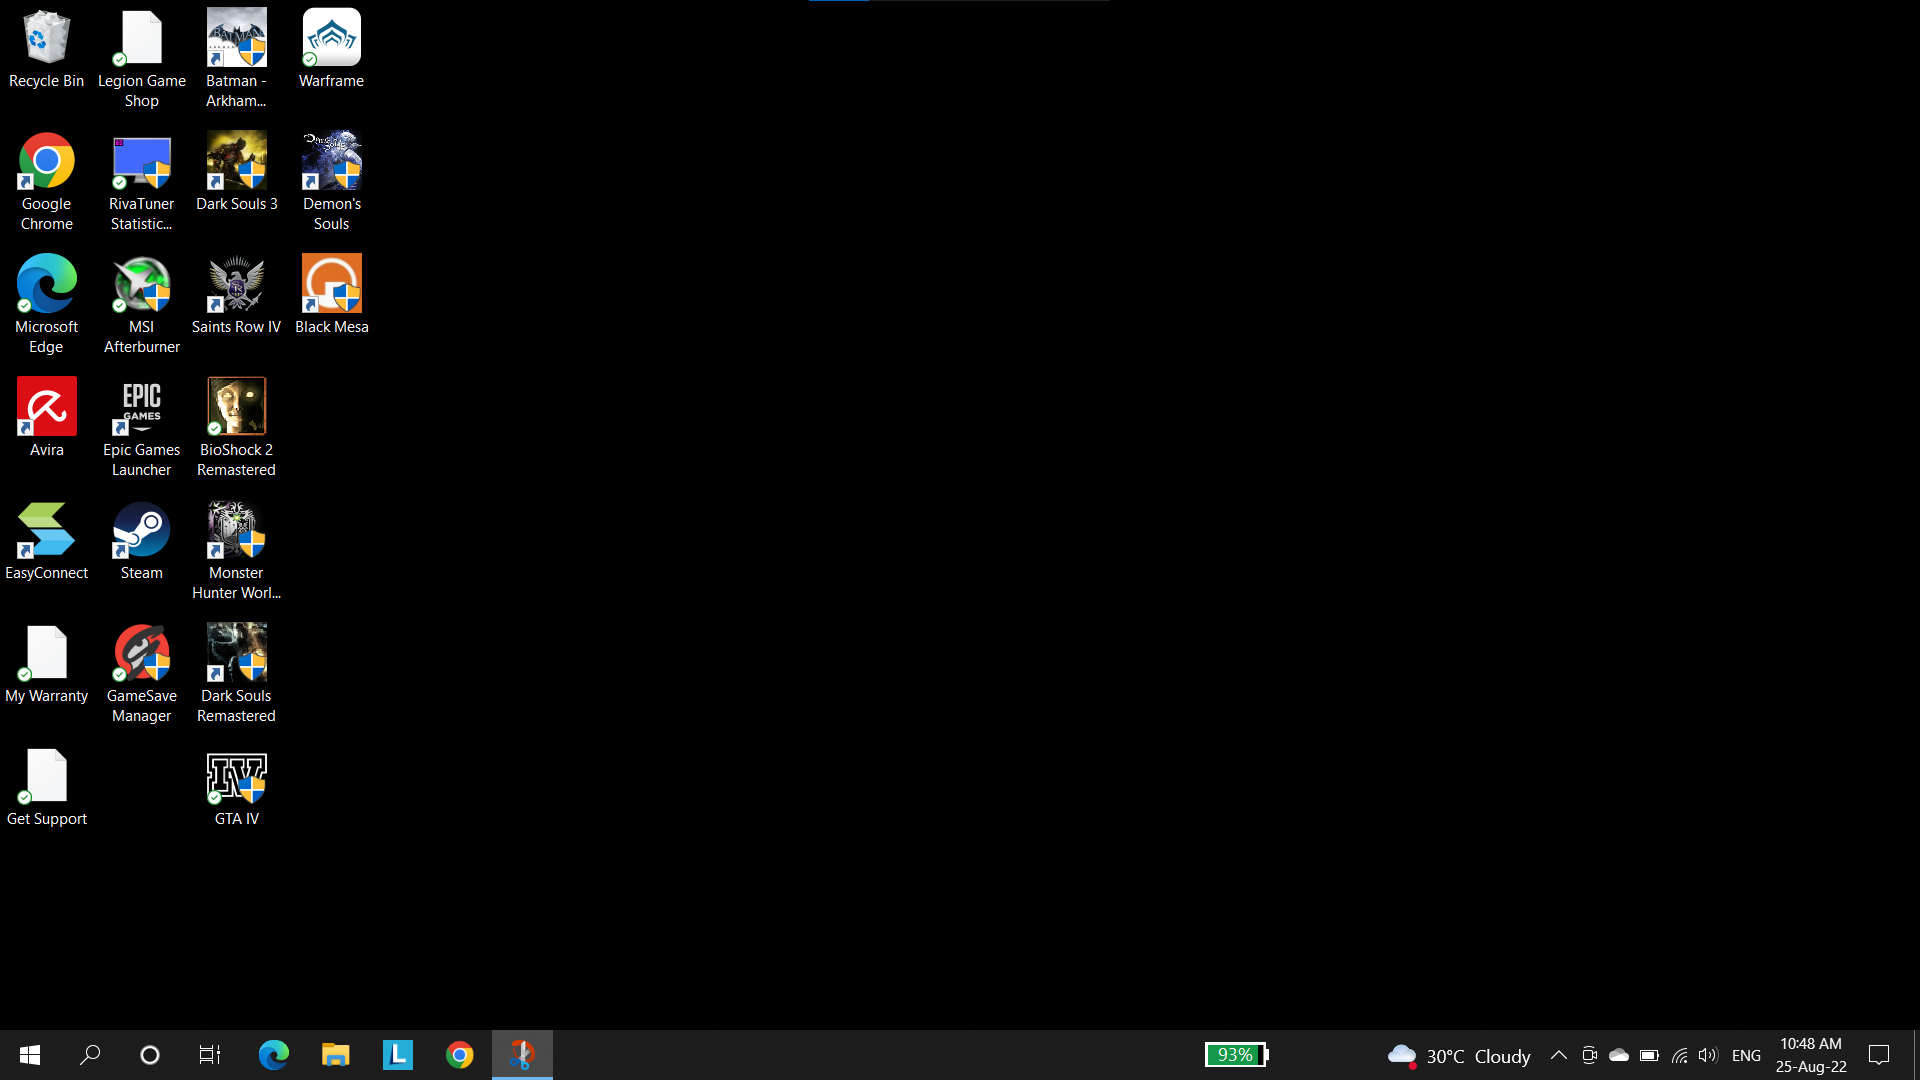 Recycle Bin
Legion Game
Shop
BATMAN
Batman -
Arkham...
Warframe
Google
Chrome
RivaTuner
Statistic...
Dark Souls 3
Demon's
Souls
Microsoft
Edge
MSI
Afterburner
Saints Row IV
Black Mesa
Avira
EPIC
GAMES
Epic Games
Launcher
BioShock 2
Remastered
EasyConnect
Steam
Monster
Hunter Worl...
My Warranty
GameSave
Manager
Dark Souls
Remastered
Get Support
IV
GTA IV
L
93%
30°C Cloudy
ENG
10:48 AM
25-Aug-22